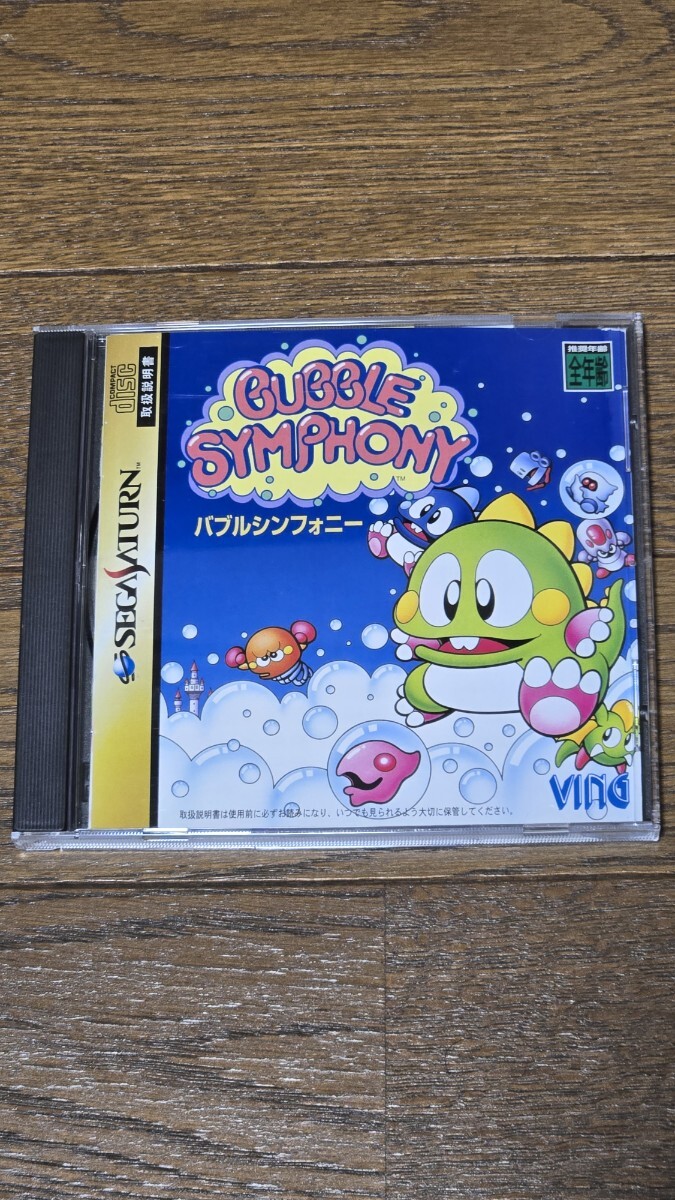 COMPACT
disc
取扱説明書
SEGA SATURN™
BUBBLE
SYMPHONY™
バブルシンフォニー
推奨年齢
全年齢
VING
取扱説明書は使用前に必ずお読みになり、いつでも見られるよう大切に保管してください。